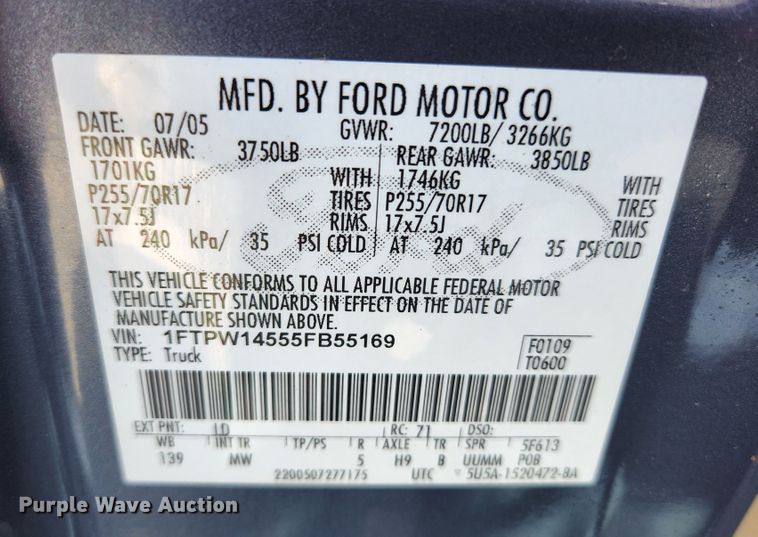 MFD. BY FORD MOTOR CO.
DATE: 07/05 GVWR: 7200LB/ 3266KG
FRONT GAWR: 3750LB REAR GAWR: 3850LB
1701KG WITH 1746KG WITH
P255/70R17 TIRES P255/70R17 TIRES
17x7.5J RIMS 17x7.5J RIMS
AT 240 kPa/ 35 PSI COLD AT 240 kPa/ 35 PSI COLD
THIS VEHICLE CONFORMS TO ALL APPLICABLE FEDERAL MOTOR
VEHICLE SAFETY STANDARDS IN EFFECT ON THE DATE OF
MANUFACTURE SHOWN ABOVE.
VIN: 1FTPW14555FB55169 F0109
TYPE: Truck T0600
EXT PNT: LD RC: 71 DSO:
WB INT TR TP/PS R AXLE TR SPR 5F613
139 MW 5 H9 B UUMM POB
2200507277175 UTC 5U5A-1520472-BA
Purple Wave Auction